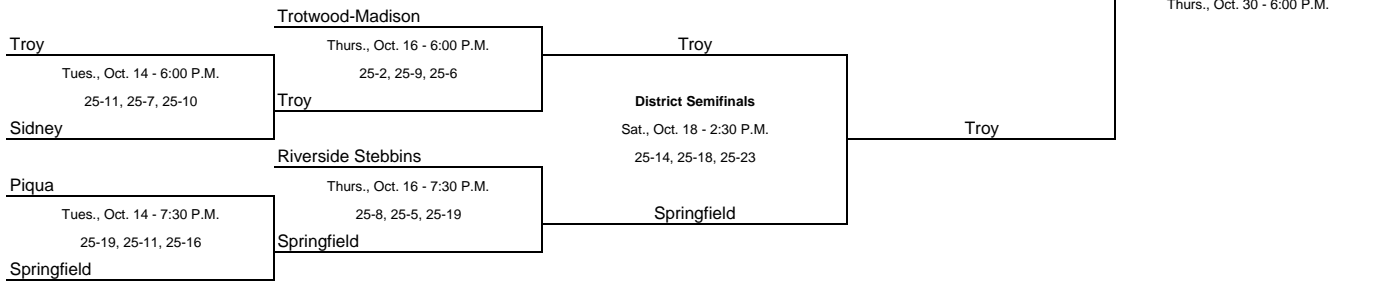 Thurs., Oct. 30 - 6:00 P.M.
Trotwood-Madison
Troy
Thurs., Oct. 16 - 6:00 P.M.
Troy
Tues., Oct. 14 - 6:00 P.M.
25-2, 25-9, 25-6
25-11, 25-7, 25-10
Troy
District Semifinals
Sidney
Sat., Oct. 18 - 2:30 P.M.
Troy
Riverside Stebbins
25-14, 25-18, 25-23
Piqua
Thurs., Oct. 16 - 7:30 P.M.
Tues., Oct. 14 - 7:30 P.M.
25-8, 25-5, 25-19
Springfield
25-19, 25-11, 25-16
Springfield
Springfield